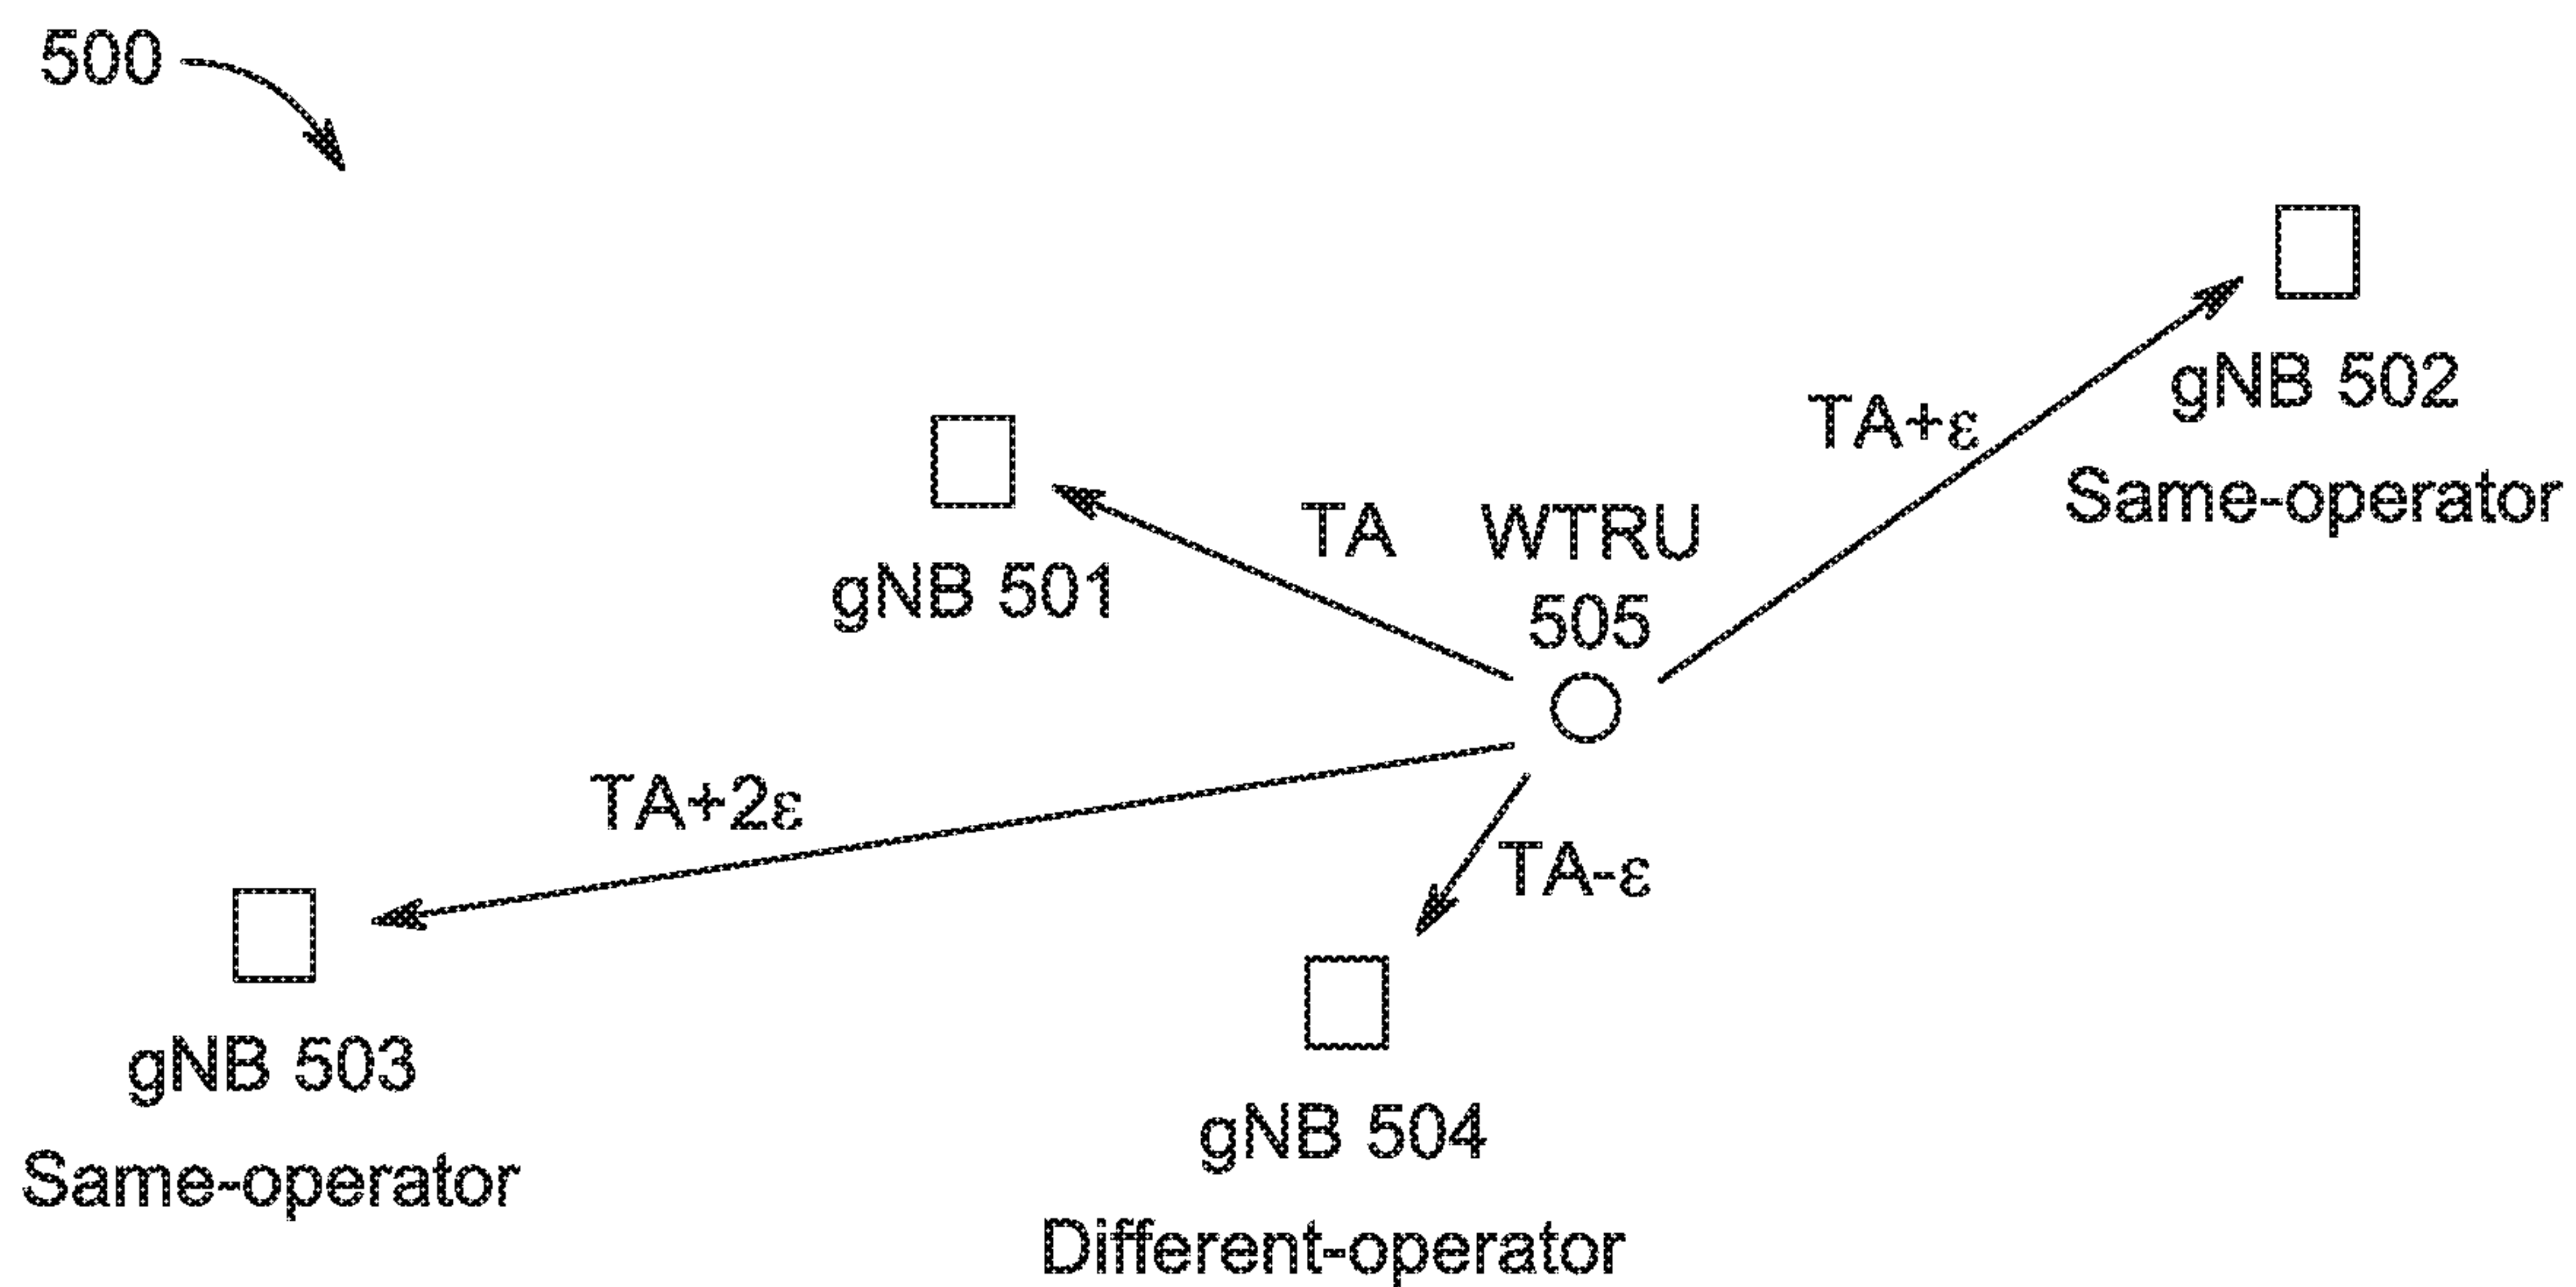 500
gNB 502
Same-operator
TA+ε
gNB 501
TA
WTRU
505
TA+2ε
TA-ε
gNB 503
Same-operator
gNB 504
Different-operator